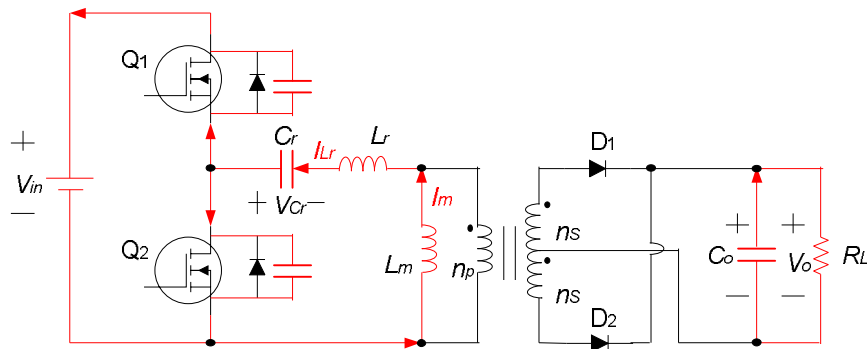 Q1
Cr
ILr
Lr
D1
+
Vin
−
+ VCr −
Im
nS
Q2
Lm
np
nS
D2
+
Co
−
+
Vo
−
RL